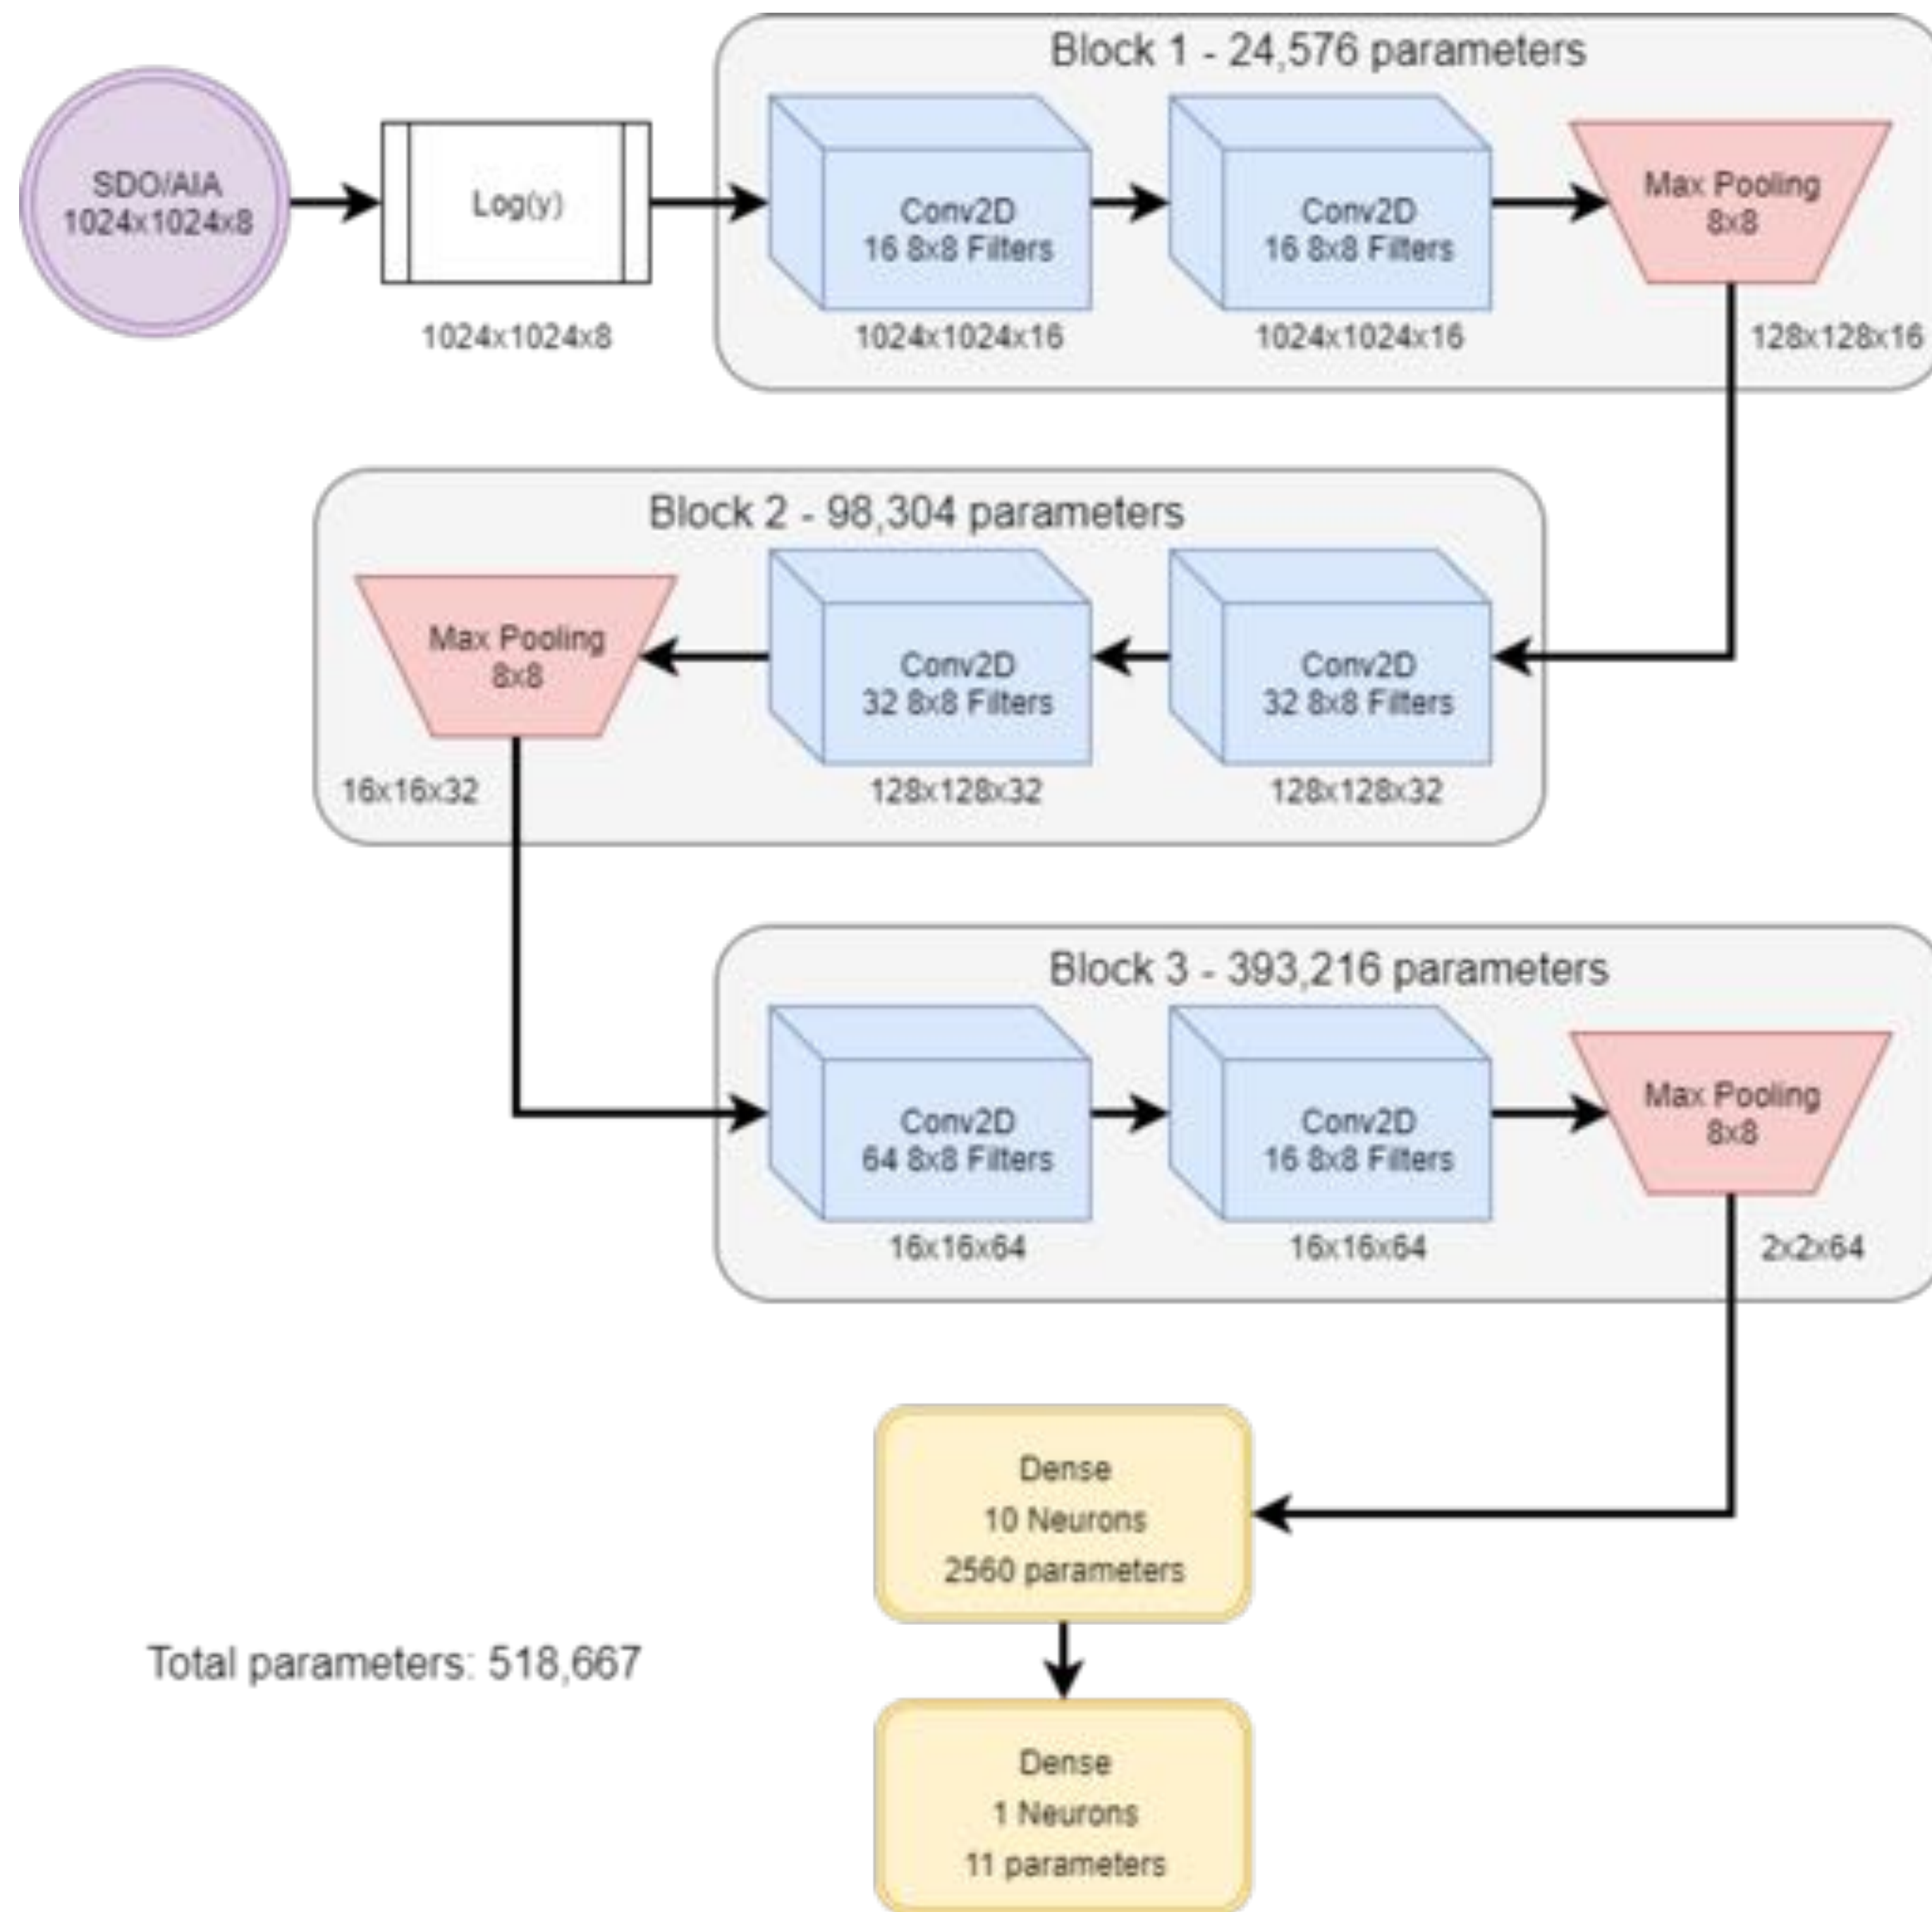 Block 1 - 24,576 parameters
SDO/AIA
1024x1024x8
Log(y)
1024x1024x8
Conv2D
16 8x8 Filters
1024x1024x16
Conv2D
16 8x8 Filters
1024x1024x16
Max Pooling
8x8
128x128x16
Block 2 - 98,304 parameters
Conv2D
32 8x8 Filters
128x128x32
Conv2D
32 8x8 Filters
128x128x32
Max Pooling
8x8
16x16x32
Block 3 - 393,216 parameters
Conv2D
64 8x8 Filters
16x16x64
Conv2D
16 8x8 Filters
16x16x64
Max Pooling
8x8
2x2x64
Dense
10 Neurons
2560 parameters
Total parameters: 518,667
Dense
1 Neurons
11 parameters